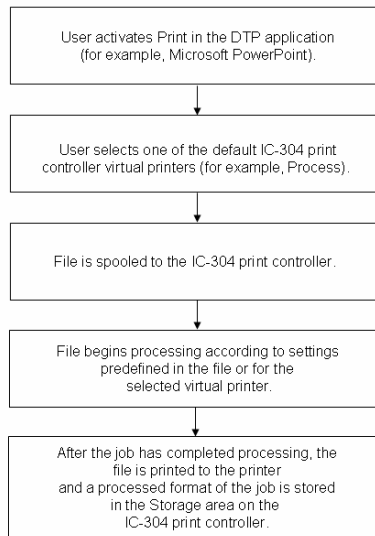 User activates Print in the DTP application
(for example, Microsoft PowerPoint).
User selects one of the default IC-304 print
controller virtual printers (for example, Process).
File is spooled to the IC-304 print controller.
File begins processing according to settings
predefined in the file or for the
selected virtual printer.
After the job has completed processing, the
file is printed to the printer
and a processed format of the job is stored
in the Storage area on the
IC-304 print controller.